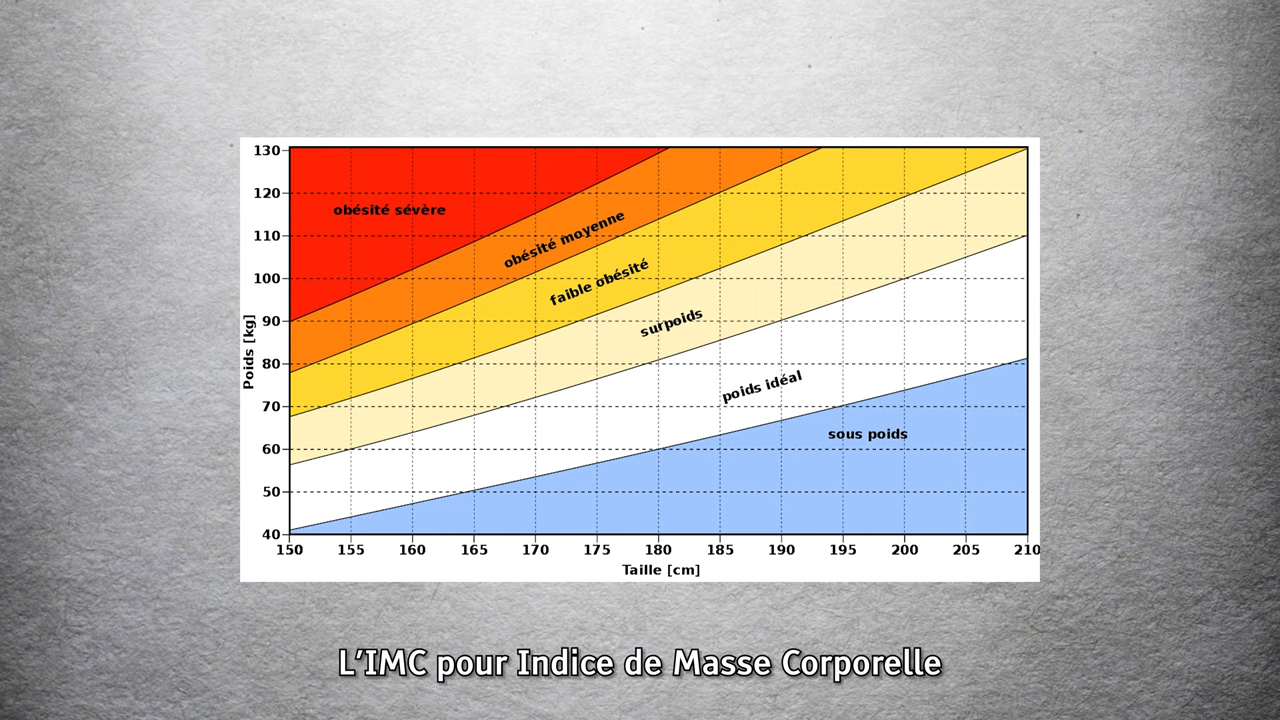 130
120
110
100
90
80
70
60
50
40
Poids [kg]
obésité sévère
obésité moyenne
faible obésité
surpoids
poids idéal
sous poids
150 155 160 165 170 175 180 185 190 195 200 205 210
Taille [cm]
L’IMC pour Indice de Masse Corporelle